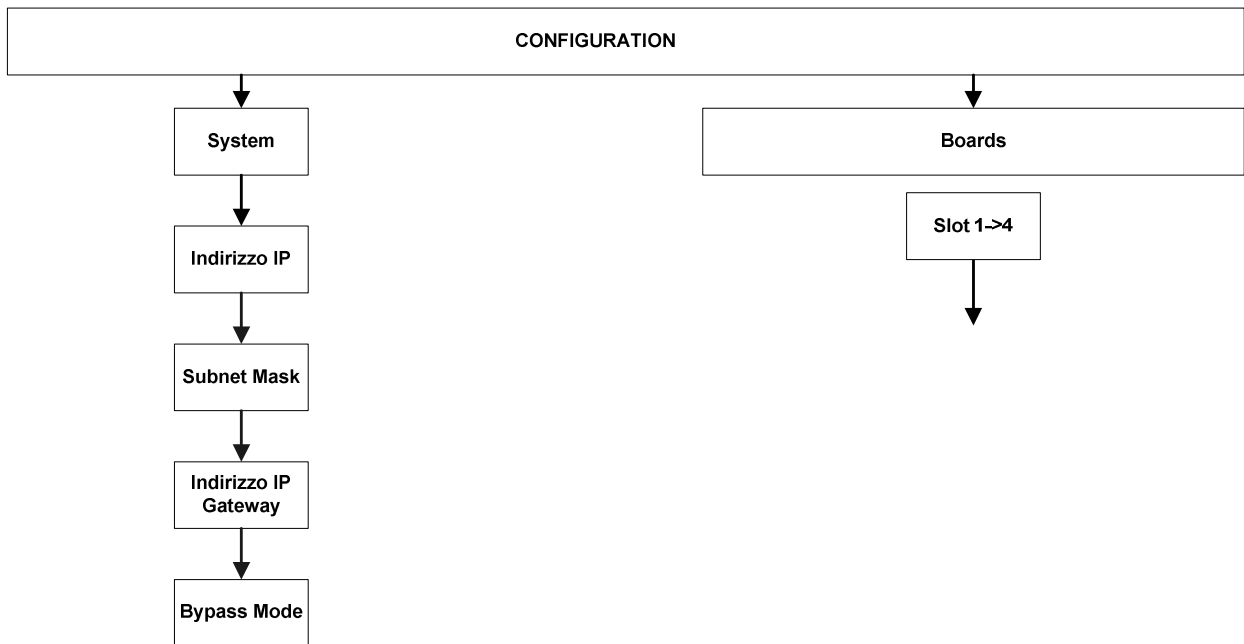 CONFIGURATION
System
Boards
Slot 1->4
Indirizzo IP
Subnet Mask
Indirizzo IP
Gateway
Bypass Mode